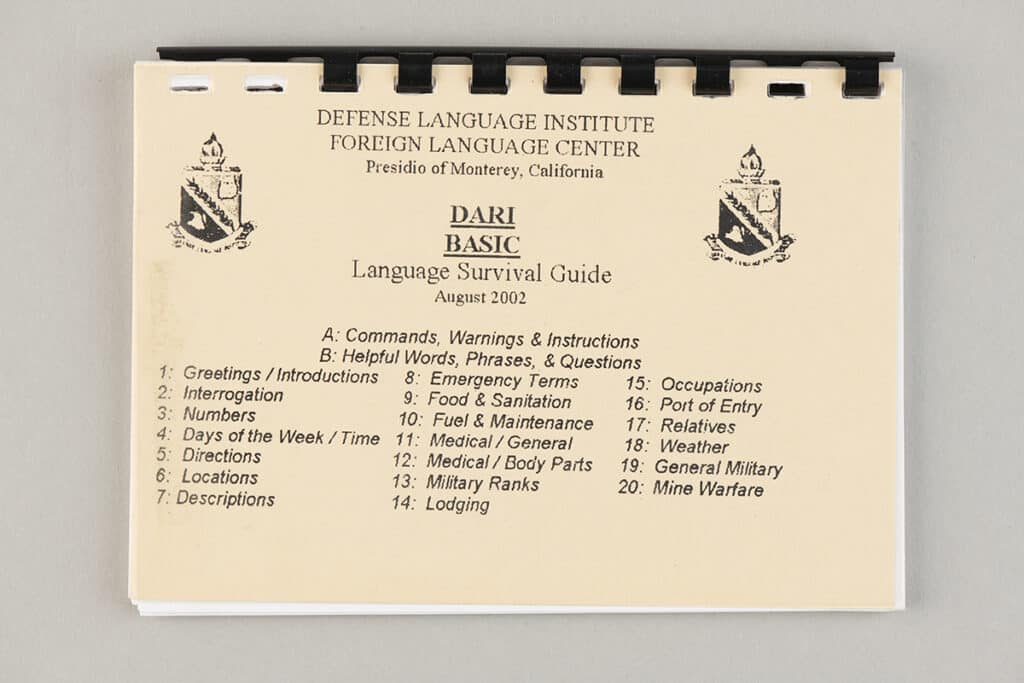 DEFENSE LANGUAGE INSTITUTE
FOREIGN LANGUAGE CENTER
Presidio of Monterey, California
DARI
BASIC
Language Survival Guide
August 2002
A: Commands, Warnings & Instructions
B: Helpful Words, Phrases, & Questions
1: Greetings / Introductions
2: Interrogation
3: Numbers
4: Days of the Week / Time
5: Directions
6: Locations
7: Descriptions
8: Emergency Terms
9: Food & Sanitation
10: Fuel & Maintenance
11: Medical / General
12: Medical / Body Parts
13: Military Ranks
14: Lodging
15: Occupations
16: Port of Entry
17: Relatives
18: Weather
19: General Military
20: Mine Warfare